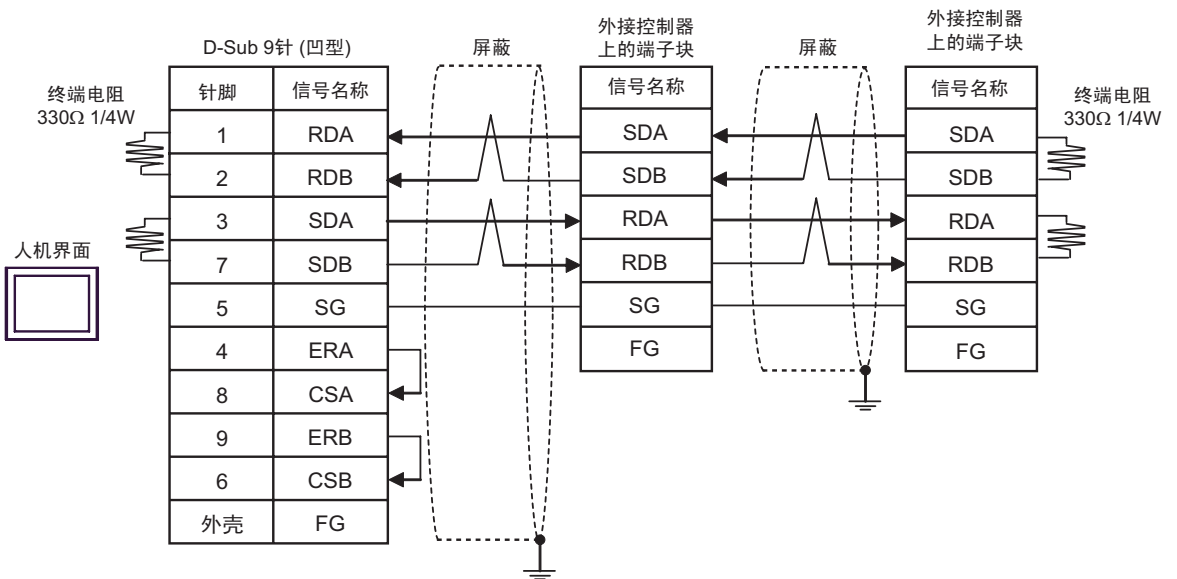 D-Sub 9针 (凹型)
屏蔽
外接控制器
上的端子块
屏蔽
外接控制器
上的端子块
终端电阻
330Ω 1/4W
针脚 信号名称
1 RDA
2 RDB
3 SDA
7 SDB
5 SG
4 ERA
8 CSA
9 ERB
6 CSB
外壳 FG
人机界面
信号名称
SDA
SDB
RDA
RDB
SG
FG
信号名称
SDA
SDB
RDA
RDB
SG
FG
终端电阻
330Ω 1/4W